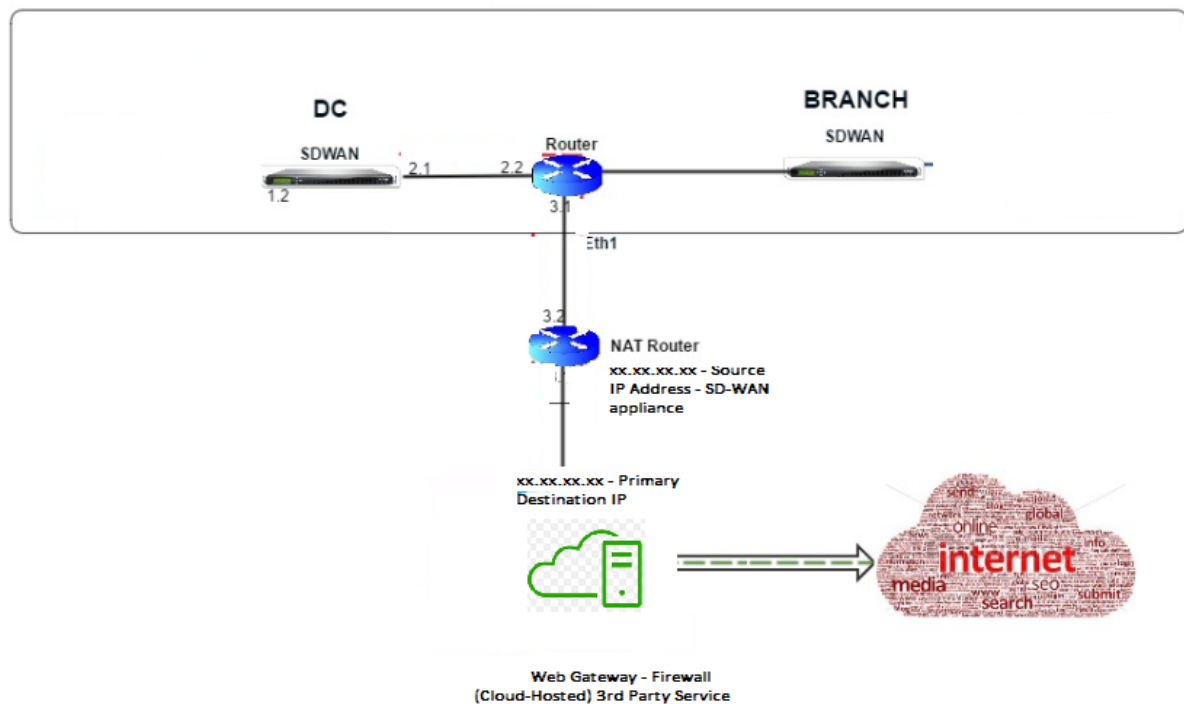 DC
BRANCH
SDWAN
Router
SDWAN
2.1
2.2
1.2
3.1
Eth1
3.2
NAT Router
xx.xx.xx.xx - Source
IP Address - SD-WAN
appliance
xx.xx.xx.xx - Primary
Destination IP
send
global
online
info
internet
media
www
seo
submit
search
Web Gateway - Firewall
(Cloud-Hosted) 3rd Party Service